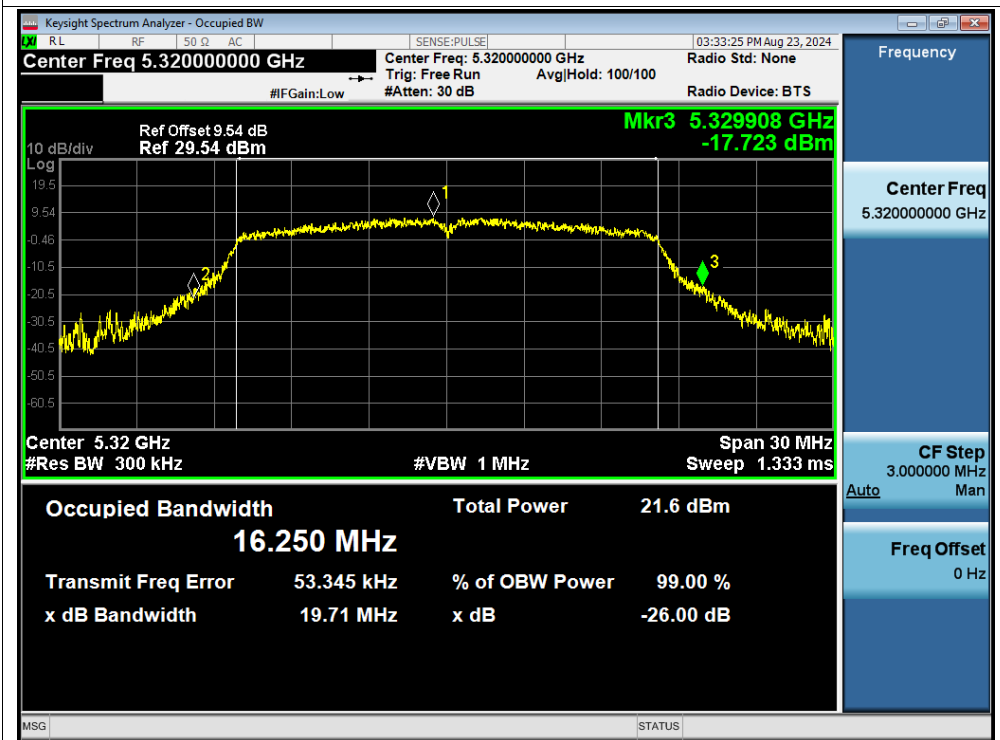 Keysight Spectrum Analyzer - Occupied BW
LXI RL RF 50 Ω AC SENSE:PULSE 03:33:25 PM Aug 23, 2024
Center Freq 5.320000000 GHz
Center Freq: 5.320000000 GHz
Radio Std: None
Trig: Free Run Avg|Hold: 100/100
#IFGain:Low
#Atten: 30 dB
Radio Device: BTS
Mkr3 5.329908 GHz
-17.723 dBm
Ref Offset 9.54 dB
10 dB/div Ref 29.54 dBm
Log
19.5
9.54
-0.46
-10.5
-20.5
-30.5
-40.5
-50.5
-60.5
1
2
3
Center 5.32 GHz Span 30 MHz
#Res BW 300 kHz #VBW 1 MHz Sweep 1.333 ms
Occupied Bandwidth Total Power 21.6 dBm
16.250 MHz
Transmit Freq Error 53.345 kHz % of OBW Power 99.00 %
x dB Bandwidth 19.71 MHz x dB -26.00 dB
Frequency
Center Freq
5.320000000 GHz
CF Step
3.000000 MHz
Auto Man
Freq Offset
0 Hz
MSG STATUS